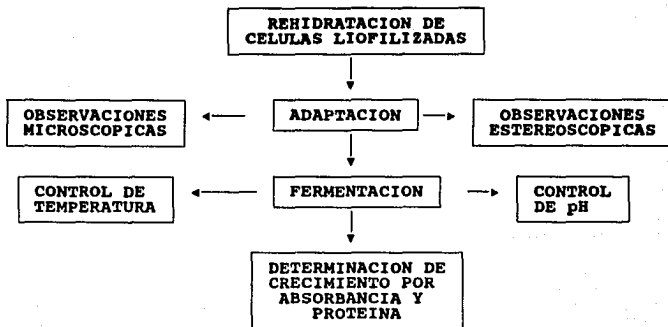 REHIDRATACION DE
CELULAS LIOFILIZADAS
OBSERVACIONES
MICROSCOPICAS
ADAPTACION
OBSERVACIONES
ESTEREOSCOPICAS
CONTROL DE
TEMPERATURA
FERMENTACION
CONTROL
DE pH
DETERMINACION DE
CRECIMIENTO POR
ABSORBANCIA Y
PROTEINA